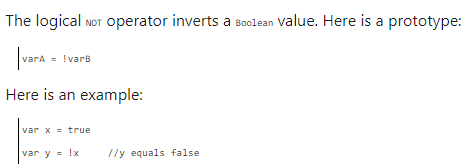 The logical NOT operator inverts a Boolean value. Here is a prototype:
varA = !varB
Here is an example:
var x = true
var y = !x    //y equals false